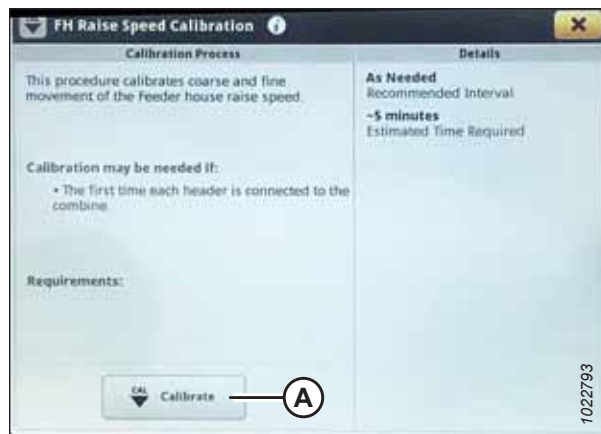 FH Raise Speed Calibration i
Calibration Process
Details
This procedure calibrates coarse and fine
movement of the Feeder house raise speed.
Calibration may be needed if:
• The first time each header is connected to the
combine.
Requirements:
As Needed
Recommended Interval
~5 minutes
Estimated Time Required
CAL
Calibrate
A
1022793